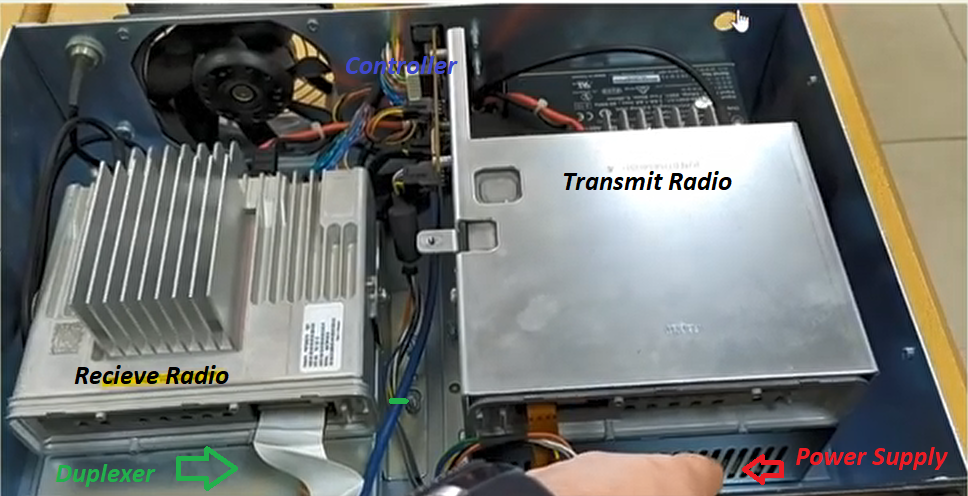 Controller
Transmit Radio
Recieve Radio
Duplexer
Power Supply